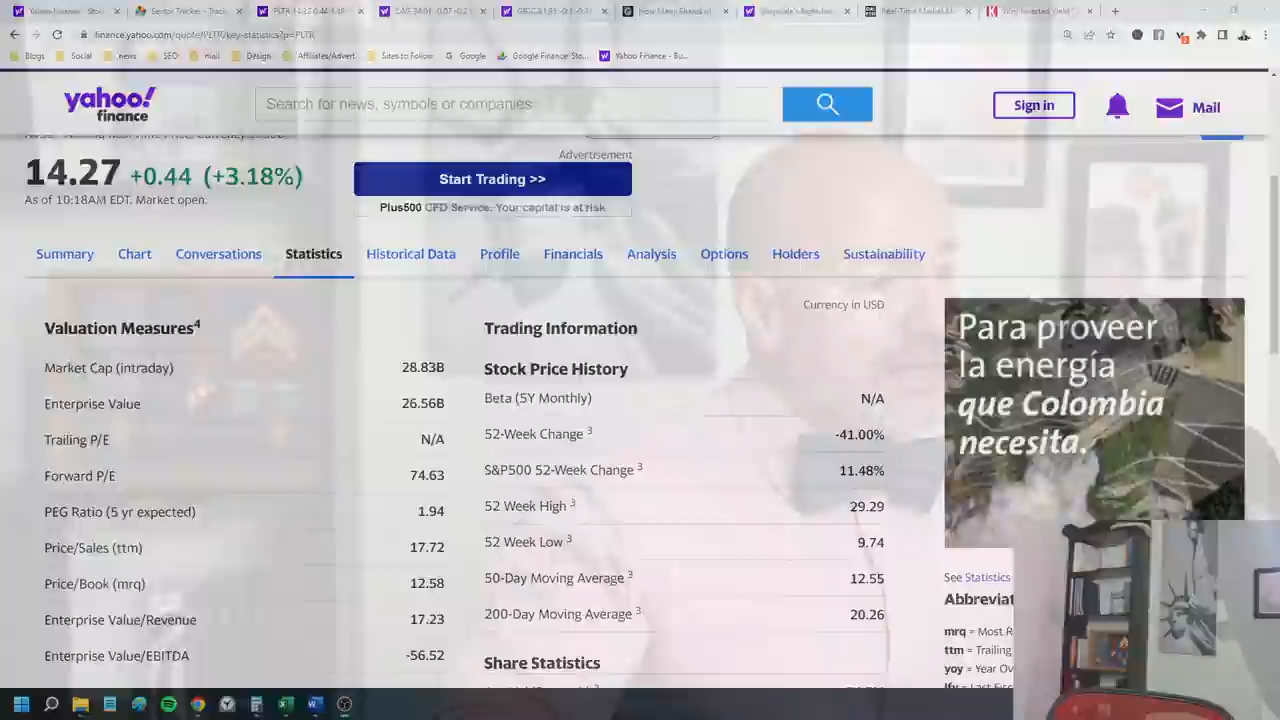 finance.yahoo.com/quote/PLTR/key-statistics?p=PLTR
Blogs Social news SEO mail Design Affiliates/Advert Sites to Follow Google Google Finance: Sto... Yahoo Finance - Bu...
yahoo!
finance
Search for news, symbols or companies
Sign in
Mail
14.27 +0.44 (+3.18%)
As of 10:18AM EDT. Market open.
Advertisement
Start Trading >>
Plus500 CFD Service. Your capital is at risk
Summary Chart Conversations Statistics Historical Data Profile Financials Analysis Options Holders Sustainability
Currency in USD
Valuation Measures4
Market Cap (intraday) 28.83B
Enterprise Value 26.56B
Trailing P/E N/A
Forward P/E 74.63
PEG Ratio (5 yr expected) 1.94
Price/Sales (ttm) 17.72
Price/Book (mrq) 12.58
Enterprise Value/Revenue 17.23
Enterprise Value/EBITDA -56.52
Trading Information
Stock Price History
Beta (5Y Monthly) N/A
52-Week Change 3 -41.00%
S&P500 52-Week Change 3 11.48%
52 Week High 3 29.29
52 Week Low 3 9.74
50-Day Moving Average 3 12.55
200-Day Moving Average 3 20.26
Share Statistics
Para proveer
la energía
que Colombia
necesita.
See Statistics
Abbreviat
mrq = Most R
ttm = Trailing
yoy = Year Ov